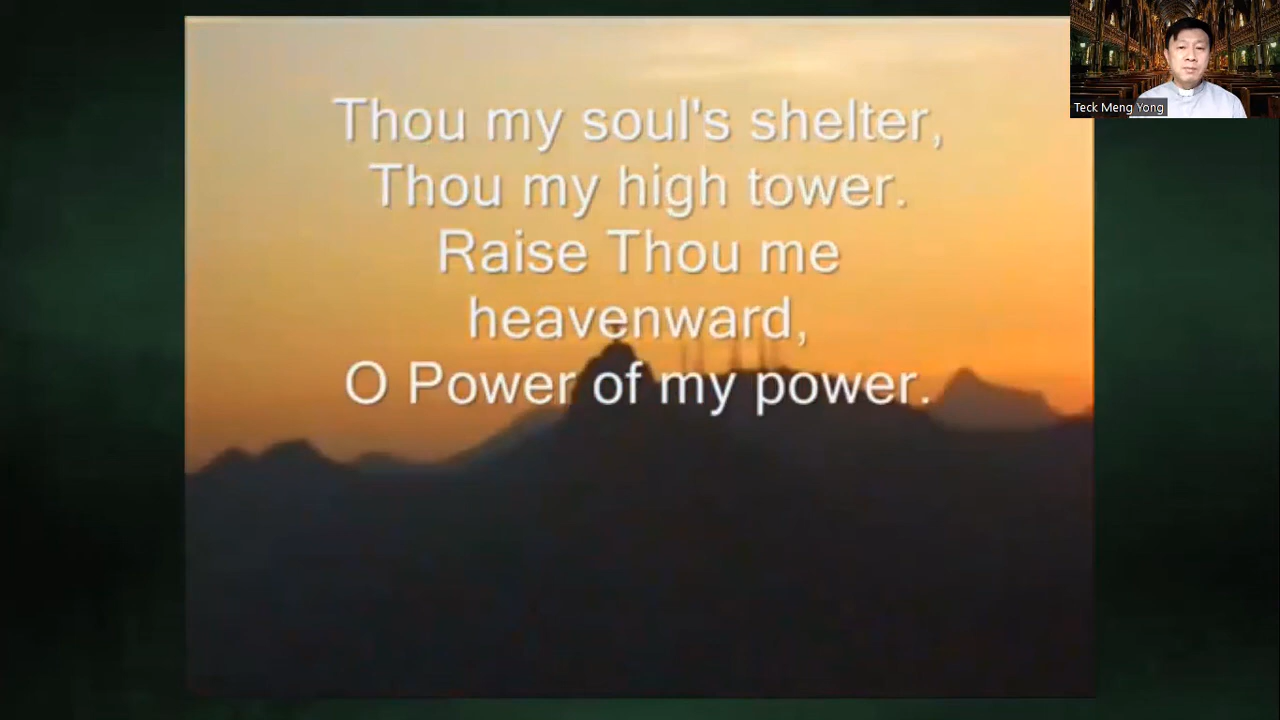 Thou my soul's shelter,
Thou my high tower.
Raise Thou me
heavenward,
O Power of my power.
Teck Meng Yong